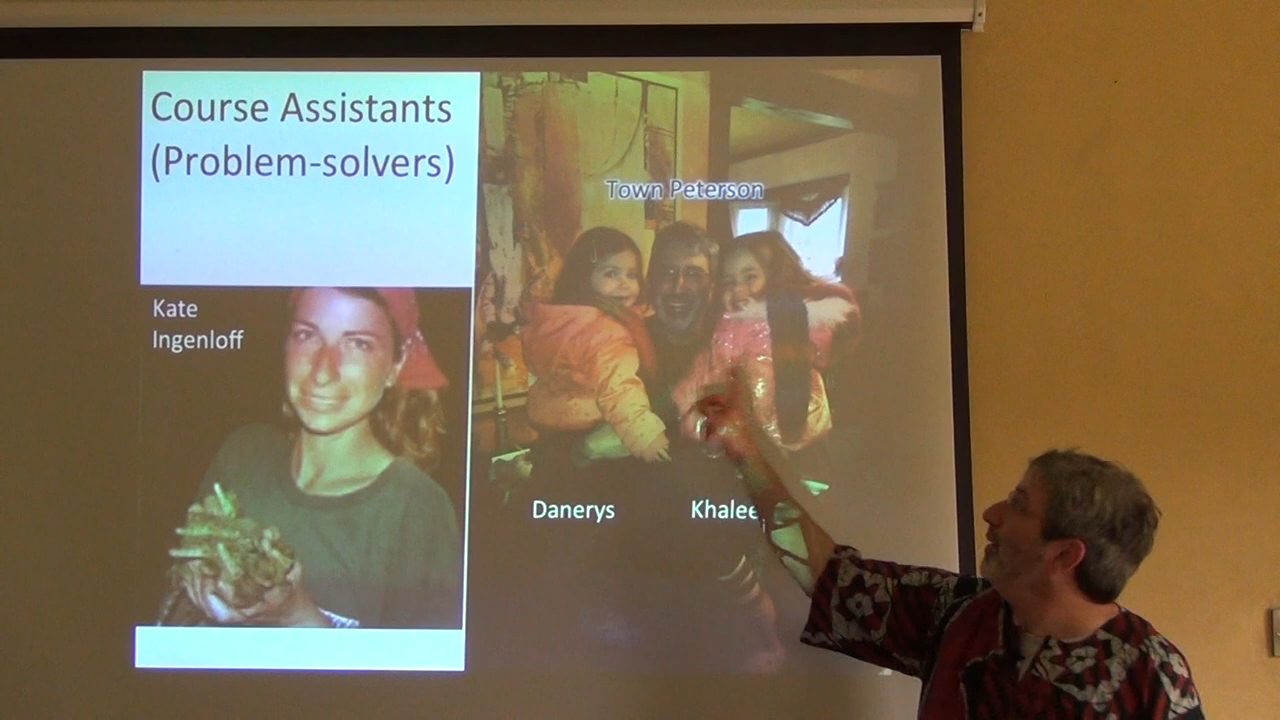 Course Assistants
(Problem-solvers)
Town Peterson
Kate
Ingenloff
Danerys